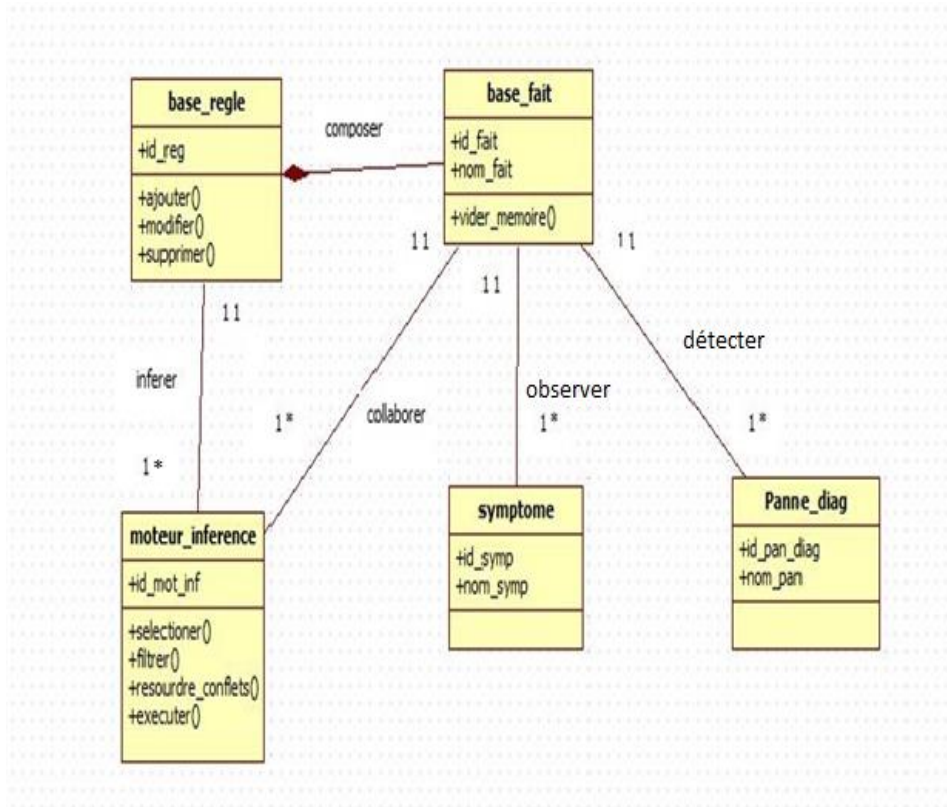 base_regle
+id_reg
+ajouter()
+modifier()
+supprimer()
composer
base_fait
+id_fait
+nom_fait
+vider_memoire()
11
11
11
11
inferer
1*
1*
collaborer
observer
1*
détecter
1*
moteur_inference
+id_mot_inf
+selectioner()
+filtrer()
+resourdre_conflets()
+executer()
symptome
+id_symp
+nom_symp
Panne_diag
+id_pan_diag
+nom_pan